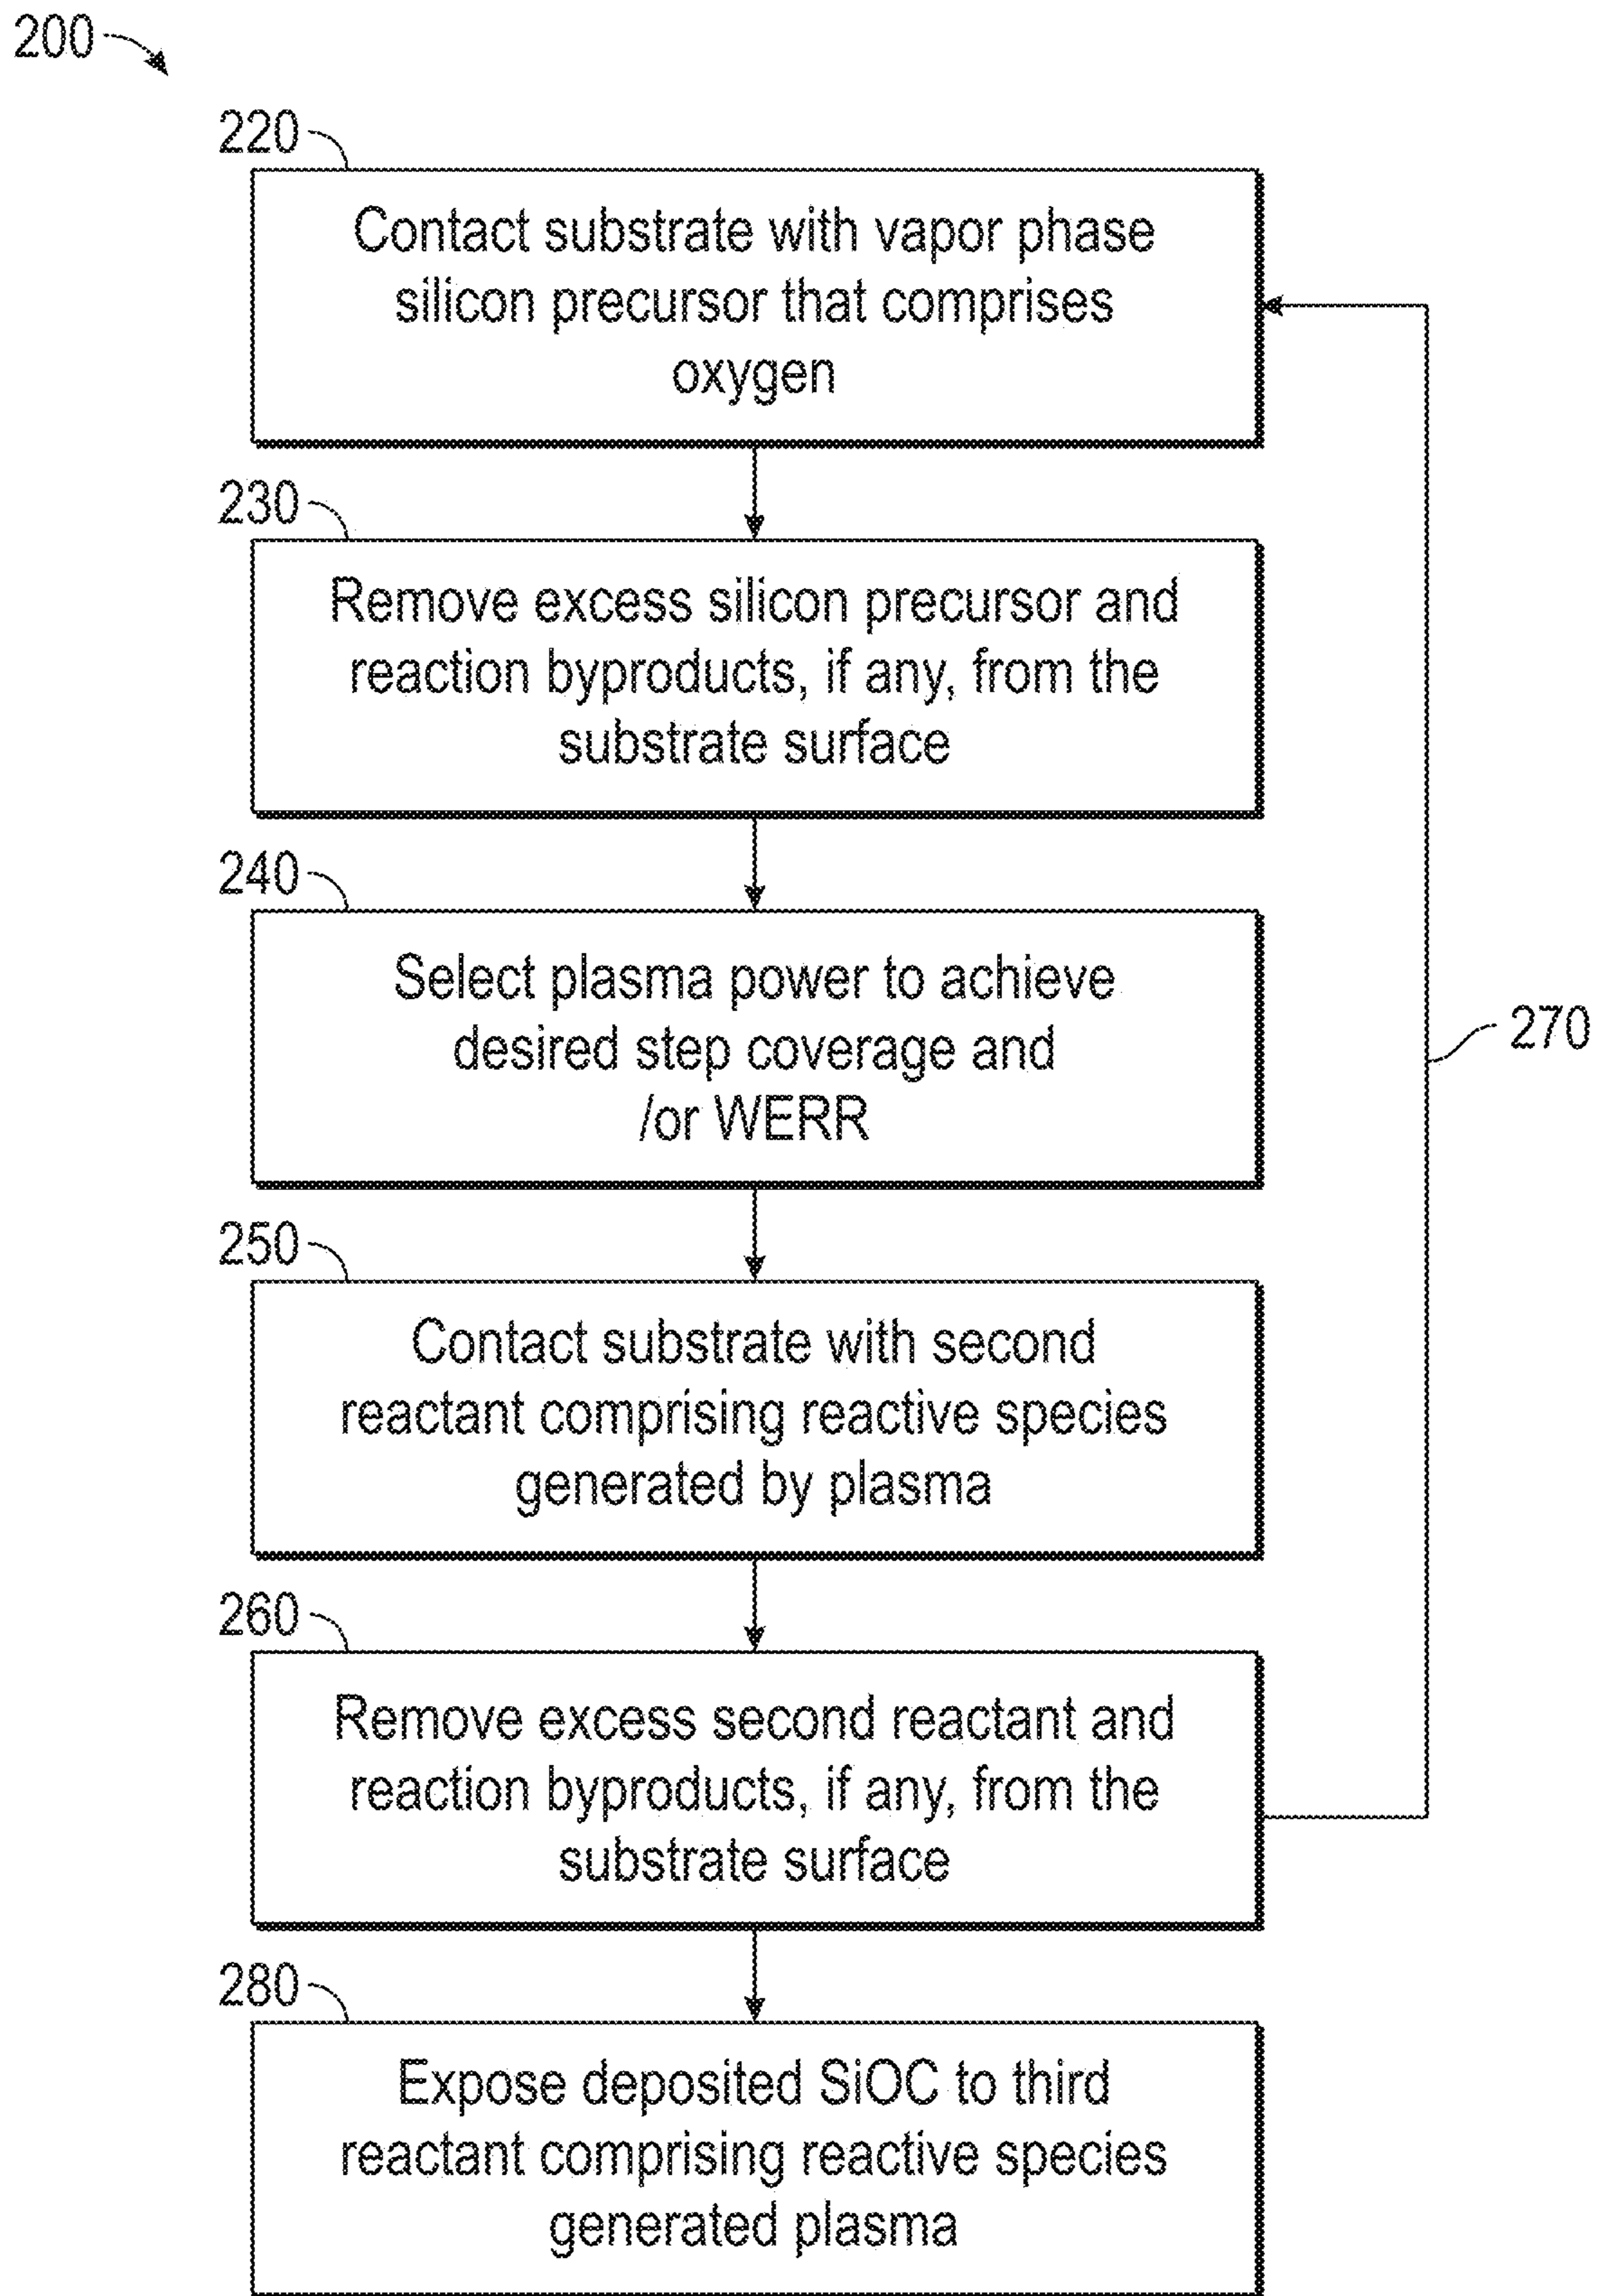 200
220
Contact substrate with vapor phase
silicon precursor that comprises
oxygen
230
Remove excess silicon precursor and
reaction byproducts, if any, from the
substrate surface
240
Select plasma power to achieve
desired step coverage and
/or WERR
270
250
Contact substrate with second
reactant comprising reactive species
generated by plasma
260
Remove excess second reactant and
reaction byproducts, if any, from the
substrate surface
280
Expose deposited SiOC to third
reactant comprising reactive species
generated plasma